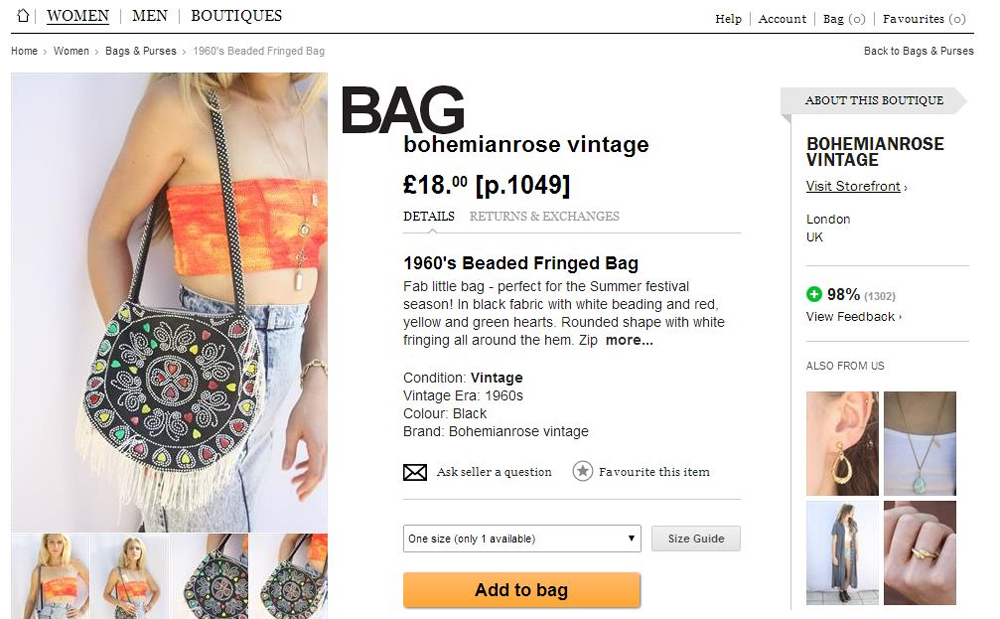 WOMEN | MEN | BOUTIQUES
Help | Account | Bag (0) | Favourites (0)
Home › Women › Bags & Purses › 1960's Beaded Fringed Bag
Back to Bags & Purses
BAG
bohemianrose vintage
£18.00 [p.1049]
DETAILS RETURNS & EXCHANGES
1960's Beaded Fringed Bag
Fab little bag - perfect for the Summer festival
season! In black fabric with white beading and red,
yellow and green hearts. Rounded shape with white
fringing all around the hem. Zip more...
Condition: Vintage
Vintage Era: 1960s
Colour: Black
Brand: Bohemianrose vintage
Ask seller a question Favourite this item
One size (only 1 available) Size Guide
Add to bag
ABOUT THIS BOUTIQUE
BOHEMIANROSE
VINTAGE
Visit Storefront ›
London
UK
98% (1302)
View Feedback ›
ALSO FROM US